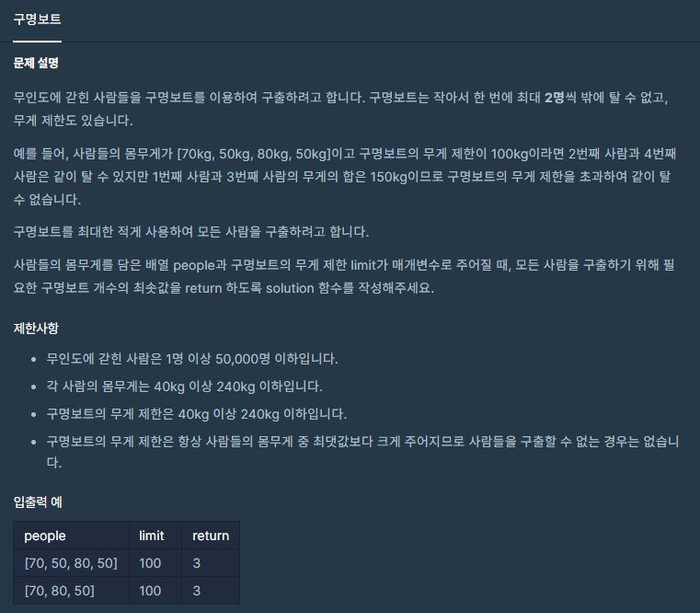 구명보트
문제 설명
무인도에 갇힌 사람들을 구명보트를 이용하여 구출하려고 합니다. 구명보트는 작아서 한 번에 최대 2명씩 밖에 탈 수 없고,
무게 제한도 있습니다.
예를 들어, 사람들의 몸무게가 [70kg, 50kg, 80kg, 50kg]이고 구명보트의 무게 제한이 100kg이라면 2번째 사람과 4번째
사람은 같이 탈 수 있지만 1번째 사람과 3번째 사람의 무게의 합은 150kg이므로 구명보트의 무게 제한을 초과하여 같이 탈
수 없습니다.
구명보트를 최대한 적게 사용하여 모든 사람을 구출하려고 합니다.
사람들의 몸무게를 담은 배열 people과 구명보트의 무게 제한 limit가 매개변수로 주어질 때, 모든 사람을 구출하기 위해 필
요한 구명보트 개수의 최솟값을 return 하도록 solution 함수를 작성해주세요.
제한사항
• 무인도에 갇힌 사람은 1명 이상 50,000명 이하입니다.
• 각 사람의 몸무게는 40kg 이상 240kg 이하입니다.
• 구명보트의 무게 제한은 40kg 이상 240kg 이하입니다.
• 구명보트의 무게 제한은 항상 사람들의 몸무게 중 최댓값보다 크게 주어지므로 사람들을 구출할 수 없는 경우는 없습니
다.
입출력 예
people limit return
[70, 50, 80, 50] 100 3
[70, 80, 50] 100 3